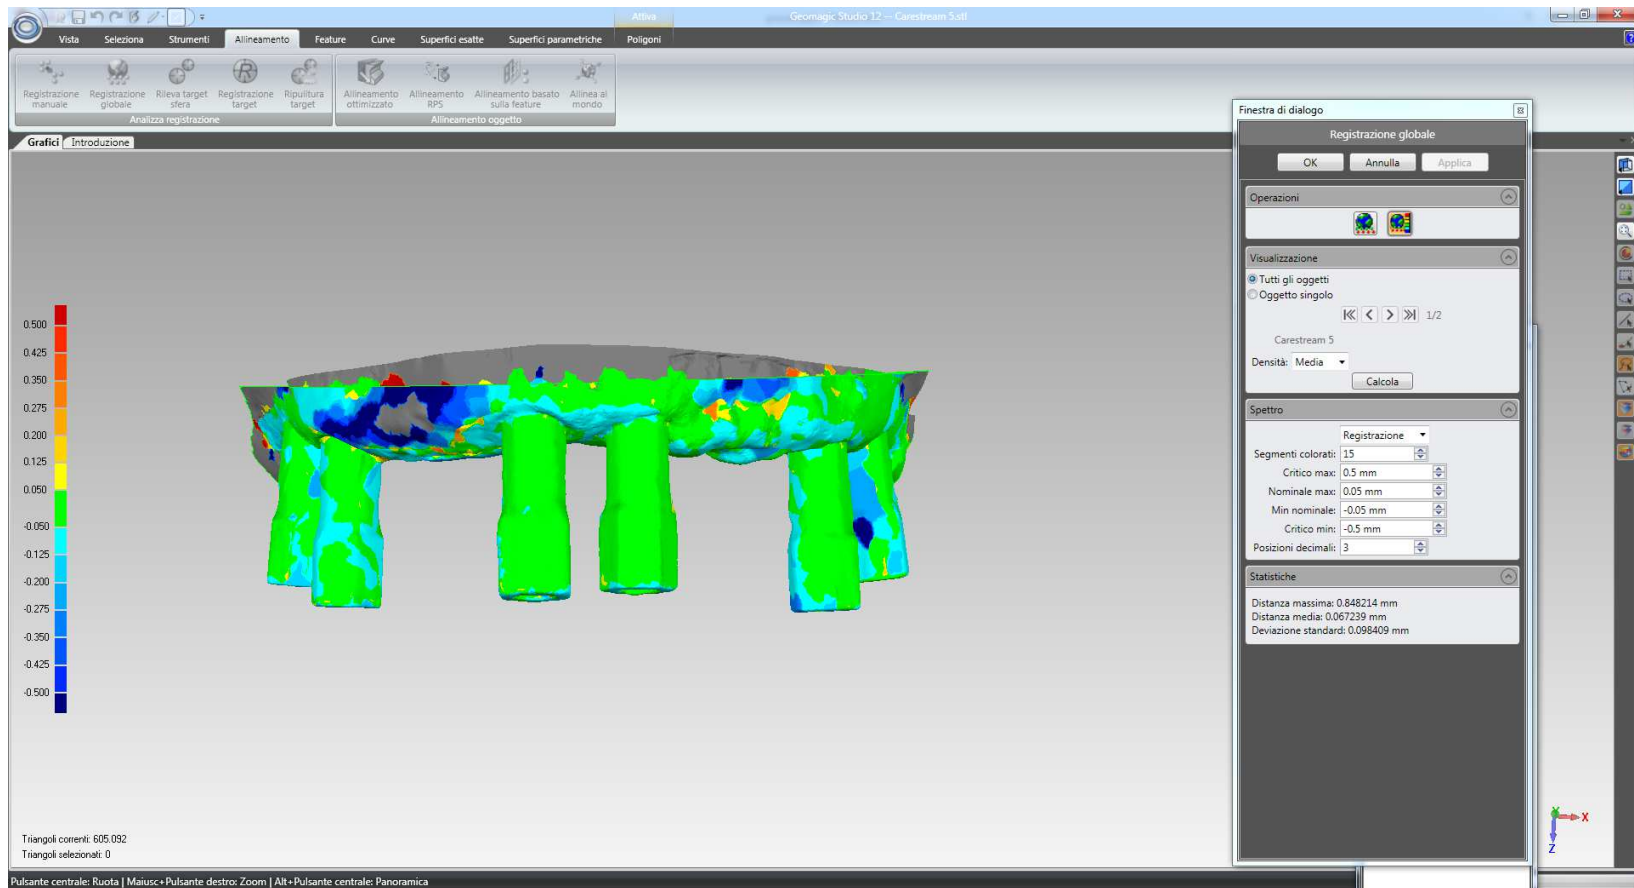 Attiva
Geomagic Studio 12 -- Carestream 5.stl
Vista Seleziona Strumenti Allineamento Feature Curve Superfici esatte Superfici parametriche Poligoni
Registrazione manuale
Registrazione globale
Rileva target sfera
Registrazione target
Ripulitura target
Allineamento ottimizzato
Allineamento RPS
Allineamento basato sulla feature
Allinea al mondo
Analizza registrazione
Allineamento oggetto
Grafici Introduzione
0.500
0.425
0.350
0.275
0.200
0.125
0.050
-0.050
-0.125
-0.200
-0.275
-0.350
-0.425
-0.500
Finestra di dialogo
Registrazione globale
OK Annulla Applica
Operazioni
Visualizzazione
Tutti gli oggetti
Oggetto singolo
1/2
Carestream 5
Densità: Media
Calcola
Spettro
Registrazione
Segmenti colorati: 15
Critico max: 0.5 mm
Nominale max: 0.05 mm
Min nominale: -0.05 mm
Critico min: -0.5 mm
Posizioni decimali: 3
Statistiche
Distanza massima: 0.848214 mm
Distanza media: 0.067239 mm
Deviazione standard: 0.098409 mm
X
Y
Z
Triangoli correnti: 605.092
Triangoli selezionati: 0
Pulsante centrale: Ruota | Maiusc+Pulsante destro: Zoom | Alt+Pulsante centrale: Panoramica